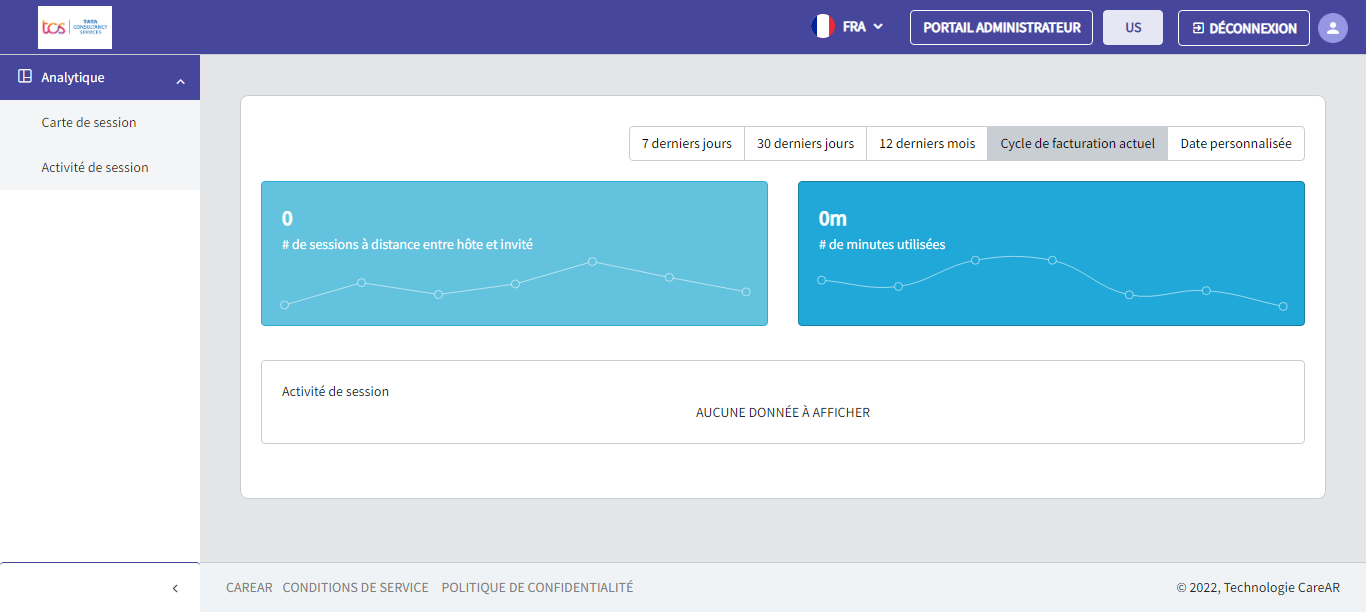 tcs TATA CONSULTANCY SERVICES
FRA
PORTAIL ADMINISTRATEUR
US
DÉCONNEXION
Analytique
Carte de session
Activité de session
7 derniers jours
30 derniers jours
12 derniers mois
Cycle de facturation actuel
Date personnalisée
0
# de sessions à distance entre hôte et invité
0m
# de minutes utilisées
Activité de session
AUCUNE DONNÉE À AFFICHER
CAREAR
CONDITIONS DE SERVICE
POLITIQUE DE CONFIDENTIALITÉ
© 2022, Technologie CareAR